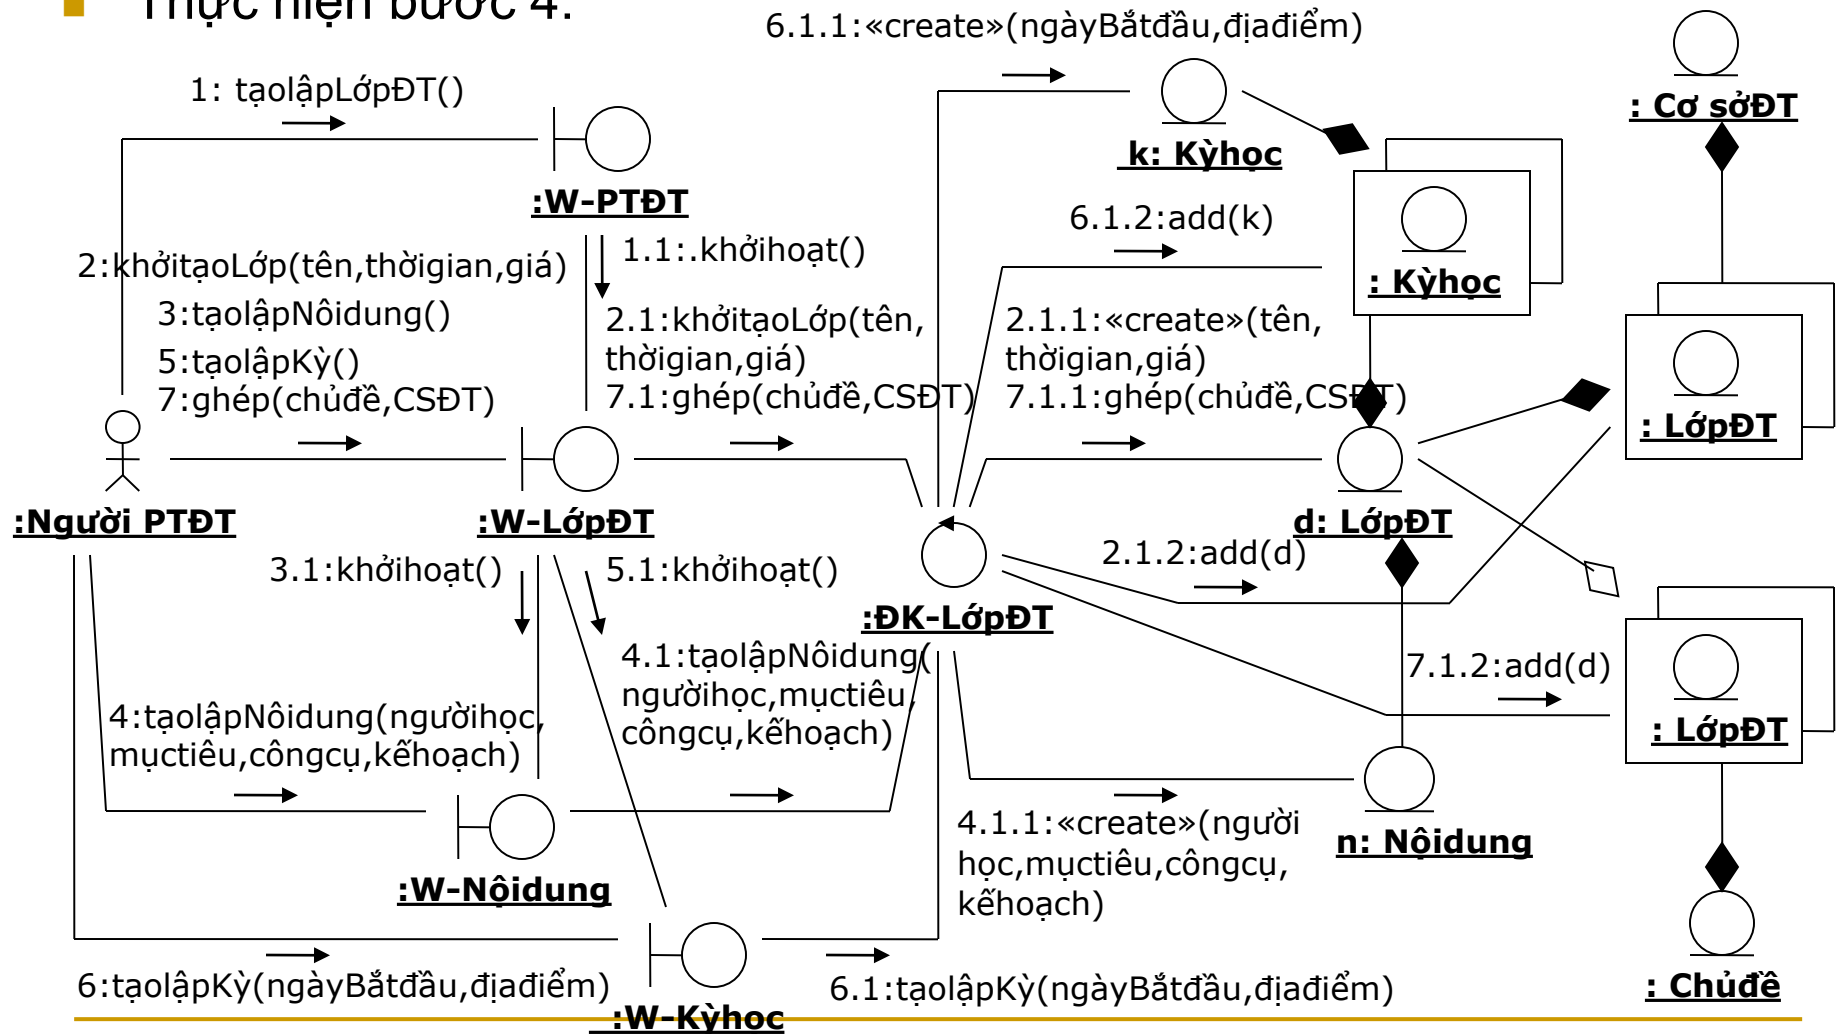 Thực hiện bước 4:
6.1.1:«create»(ngàyBắtđầu,địađiểm)
1: tạolậpLớpĐT()
: Cơ sởĐT
k: Kỳhọc
:W-PTĐT
6.1.2:add(k)
1.1:.khởihoạt()
2:khởitạoLớp(tên,thờigian,giá)
: Kỳhọc
3:tạolậpNôidung()
5:tạolậpKỳ()
7:ghép(chủđề,CSĐT)
2.1:khởitạoLớp(tên,
thờigian,giá)
7.1:ghép(chủđề,CSĐT)
2.1.1:«create»(tên,
thờigian,giá)
7.1.1:ghép(chủđề,CSĐT)
: LớpĐT
:Người PTĐT
:W-LớpĐT
d: LớpĐT
3.1:khởihoạt()
5.1:khởihoạt()
2.1.2:add(d)
:ĐK-LớpĐT
4.1:tạolậpNôidung(
ngườihọc,mụctiêu,
côngcụ,kếhoạch)
7.1.2:add(d)
4:tạolậpNôidung(ngườihọc,
mụctiêu,côngcụ,kếhoạch)
: LớpĐT
4.1.1:«create»(người
học,mụctiêu,côngcụ,
kếhoạch)
n: Nộidung
:W-Nộidung
6:tạolậpKỳ(ngàyBắtđầu,địađiểm)
6.1:tạolậpKỳ(ngàyBắtđầu,địađiểm)
: Chủđề
:W-Kỳhọc